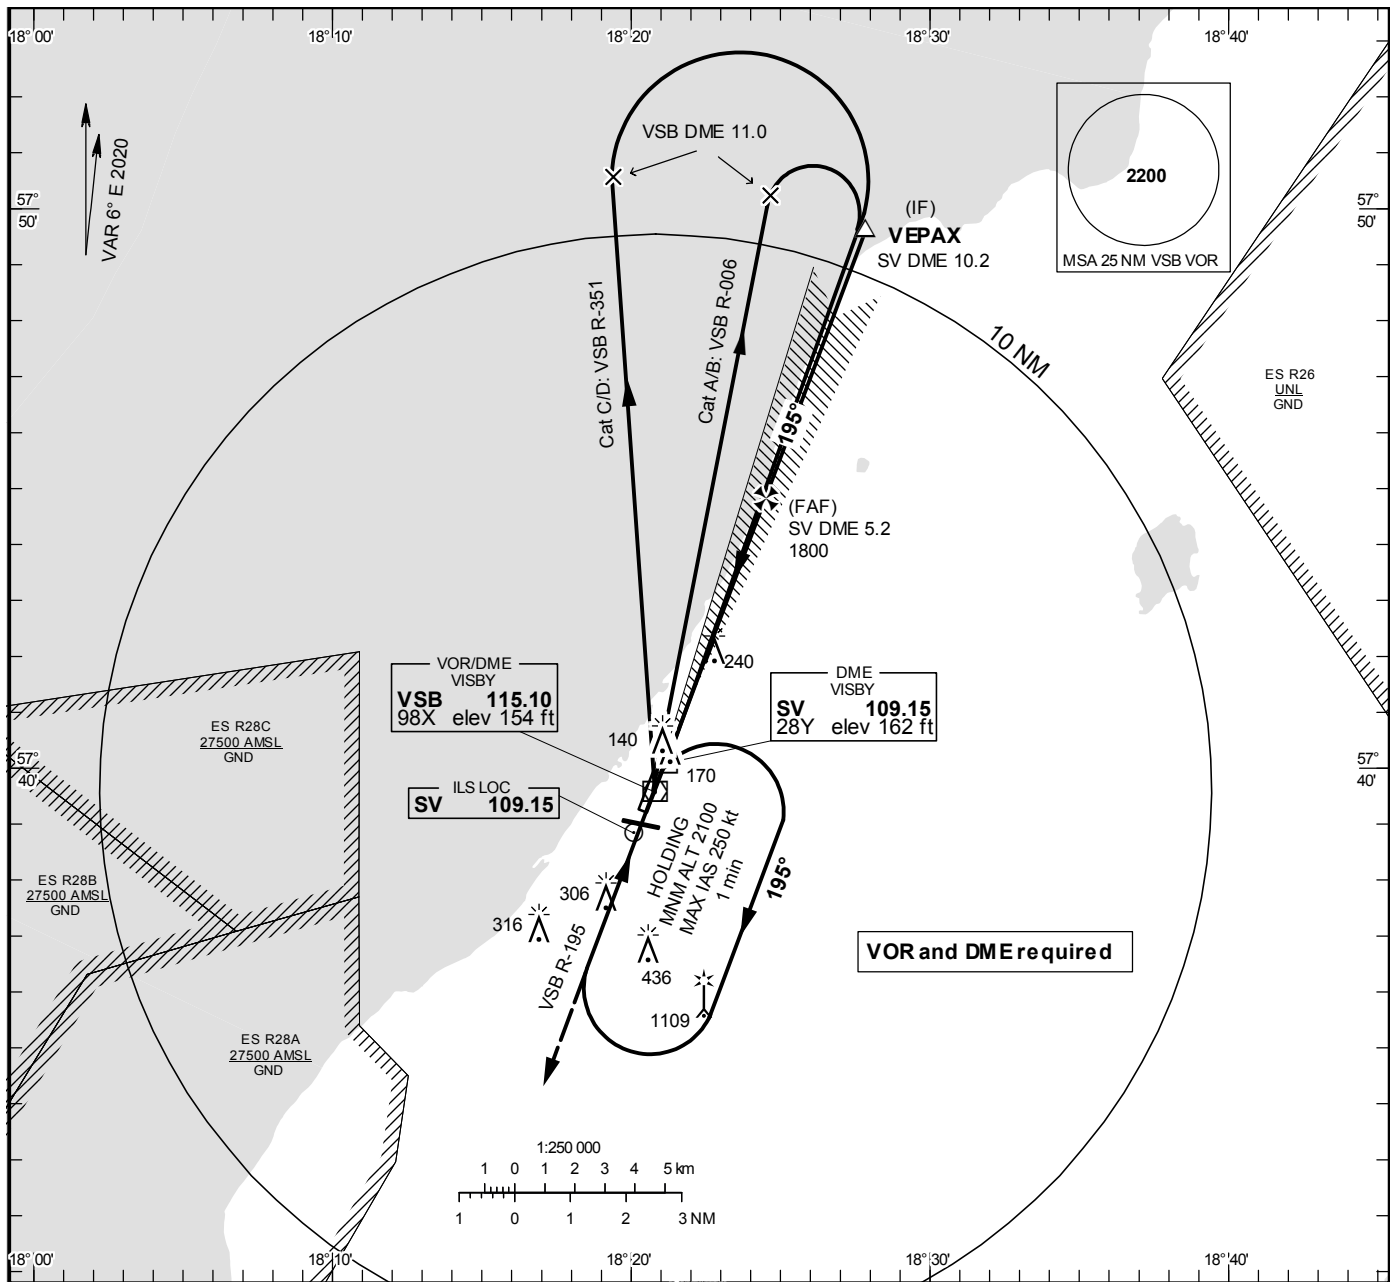 18° 00'
18° 10'
18° 20'
18° 30'
18° 40'
VAR 6° E 2020
VSB DME 11.0
2200
MSA 25 NM VSB VOR
57°
50'
57°
50'
(IF)
VEPAX
SV DME 10.2
Cat C/D: VSB R-351
Cat A/B: VSB R-006
10 NM
ES R26
UNL
GND
195°
(FAF)
SV DME 5.2
1800
240
VOR/DME
VISBY
VSB 115.10
98X elev 154 ft
DME
VISBY
SV 109.15
28Y elev 162 ft
ES R28C
27500 AMSL
GND
140
170
57°
40'
57°
40'
ILS LOC
SV 109.15
HOLDING
MNM ALT 2100
MAX IAS 250 kt
1 min
195°
ES R28B
27500 AMSL
GND
306
316
VSB R-195
436
1109
VOR and DME required
ES R28A
27500 AMSL
GND
1:250 000
1 0 1 2 3 4 5 km
1 0 1 2 3 NM
18° 00'
18° 10'
18° 20'
18° 30'
18° 40'